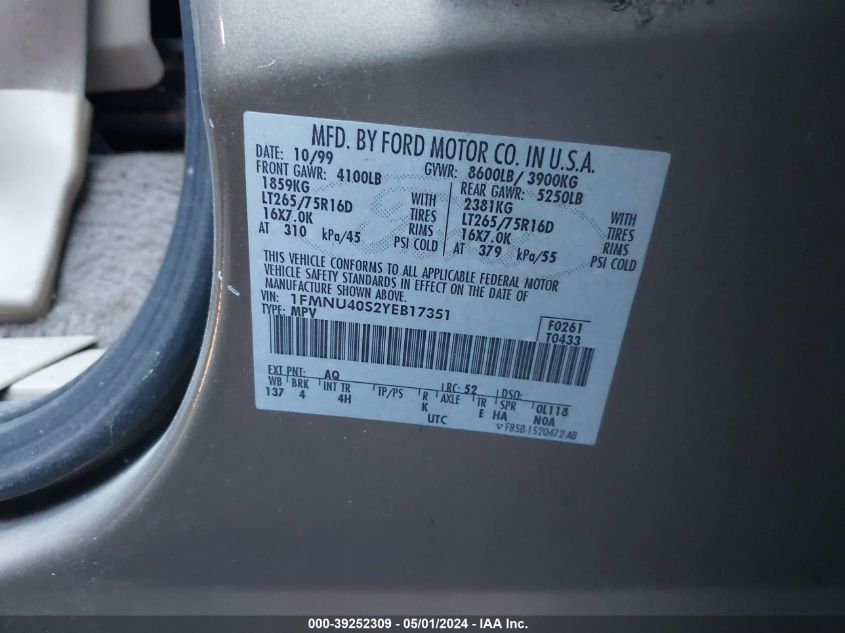 MFD. BY FORD MOTOR CO. IN U.S.A.
DATE: 10/99 GVWR: 8600LB/ 3900KG
FRONT GAWR: 4100LB REAR GAWR: 5250LB
1859KG WITH 2381KG WITH
LT265/75R16D TIRES LT265/75R16D TIRES
16X7.0K RIMS 16X7.0K RIMS
AT 310 kPa/45 PSI COLD AT 379 kPa/55 PSI COLD
THIS VEHICLE CONFORMS TO ALL APPLICABLE FEDERAL MOTOR
VEHICLE SAFETY STANDARDS IN EFFECT ON THE DATE OF
MANUFACTURE SHOWN ABOVE.
VIN: 1FMNU40S2YEB17351
TYPE: MPV
F0261
T0433
EXT PNT: AQ LRC: 52 DSO:
WB BRK INT TR TP/PS R AXLE TR SPR OL118
137 4 4H K E HA NOA
UTC
F85B-1520472-AB
000-39252309 - 05/01/2024 - IAA Inc.